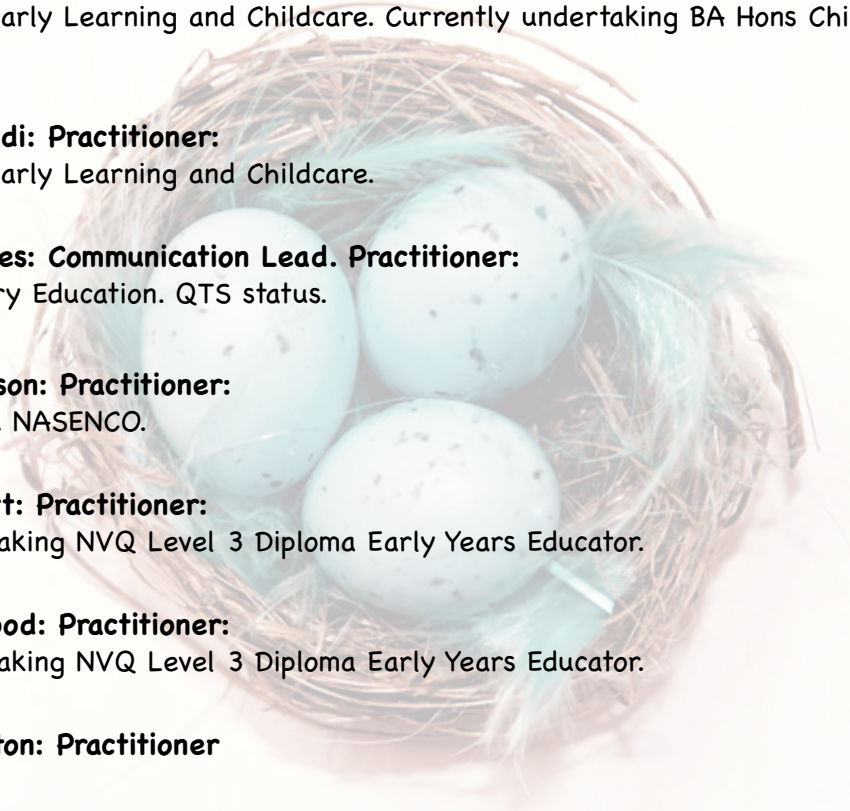 arly Learning and Childcare. Currently undertaking BA Hons Chi
di: Practitioner:
arly Learning and Childcare.
es: Communication Lead. Practitioner:
ry Education. QTS status.
son: Practitioner:
. NASENCO.
t: Practitioner:
aking NVQ Level 3 Diploma Early Years Educator.
ood: Practitioner:
aking NVQ Level 3 Diploma Early Years Educator.
ton: Practitioner